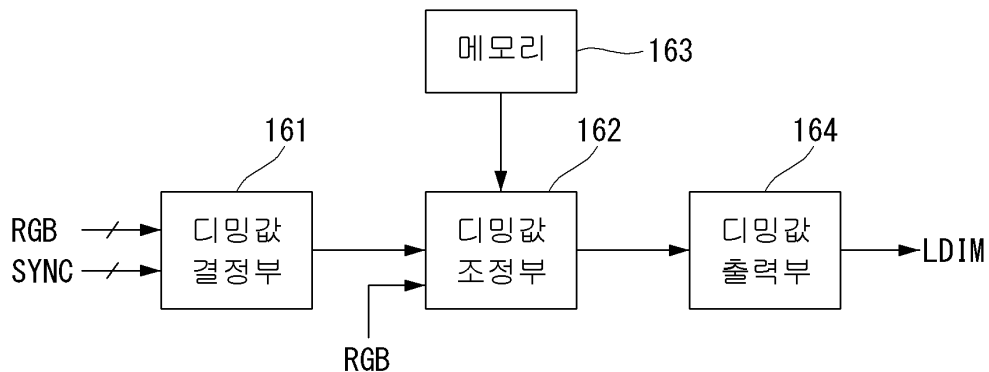 메모리
163
161
162
164
RGB
SYNC
디밍값
결정부
디밍값
조정부
디밍값
출력부
LDIM
RGB